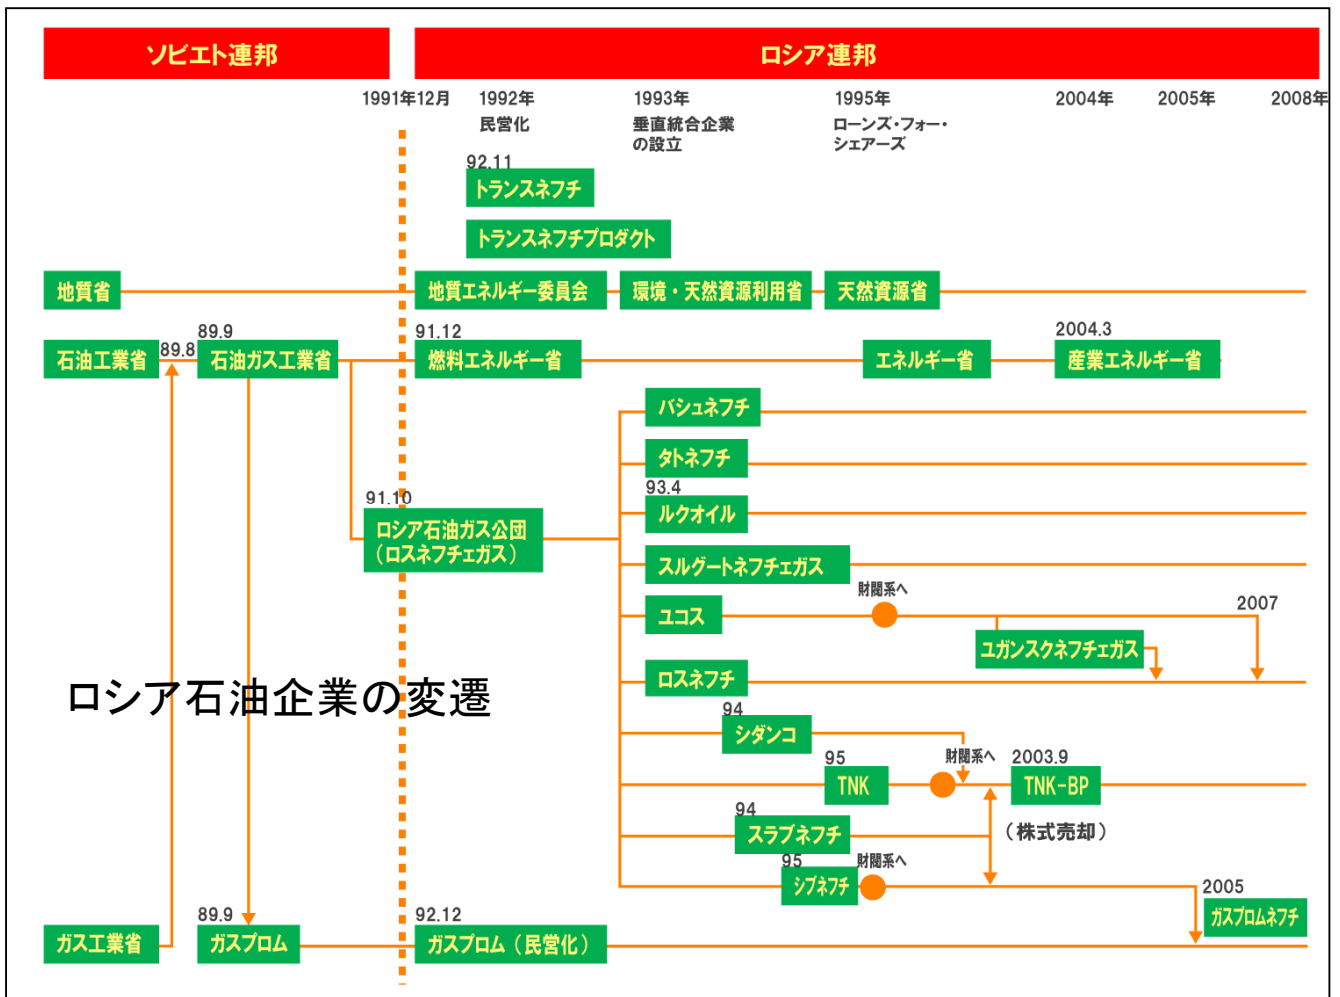 ソビエト連邦
ロシア連邦
1991年12月
1992年
民営化
1993年
垂直統合企業
の設立
1995年
ローンズ・フォー・
シェアーズ
2004年
2005年
2008年
92.11
トランスネフチ
トランスネフチプロダクト
地質省
地質エネルギー委員会
環境・天然資源利用省
天然資源省
石油工業省
89.8
89.9
石油ガス工業省
91.12
燃料エネルギー省
エネルギー省
2004.3
産業エネルギー省
バシュネフチ
タトネフチ
93.4
ルクオイル
91.10
ロシア石油ガス公団
(ロスネフチェガス)
スルグートネフチェガス
ユコス
財閥系へ
2007
ユガンスクネフチェガス
ロスネフチ
ロシア石油企業の変遷
94
シダンコ
95
TNK
財閥系へ
2003.9
TNK-BP
94
スラブネフチ
(株式売却)
95
シブネフチ
財閥系へ
2005
ガスプロムネフチ
ガス工業省
89.9
ガスプロム
92.12
ガスプロム(民営化)